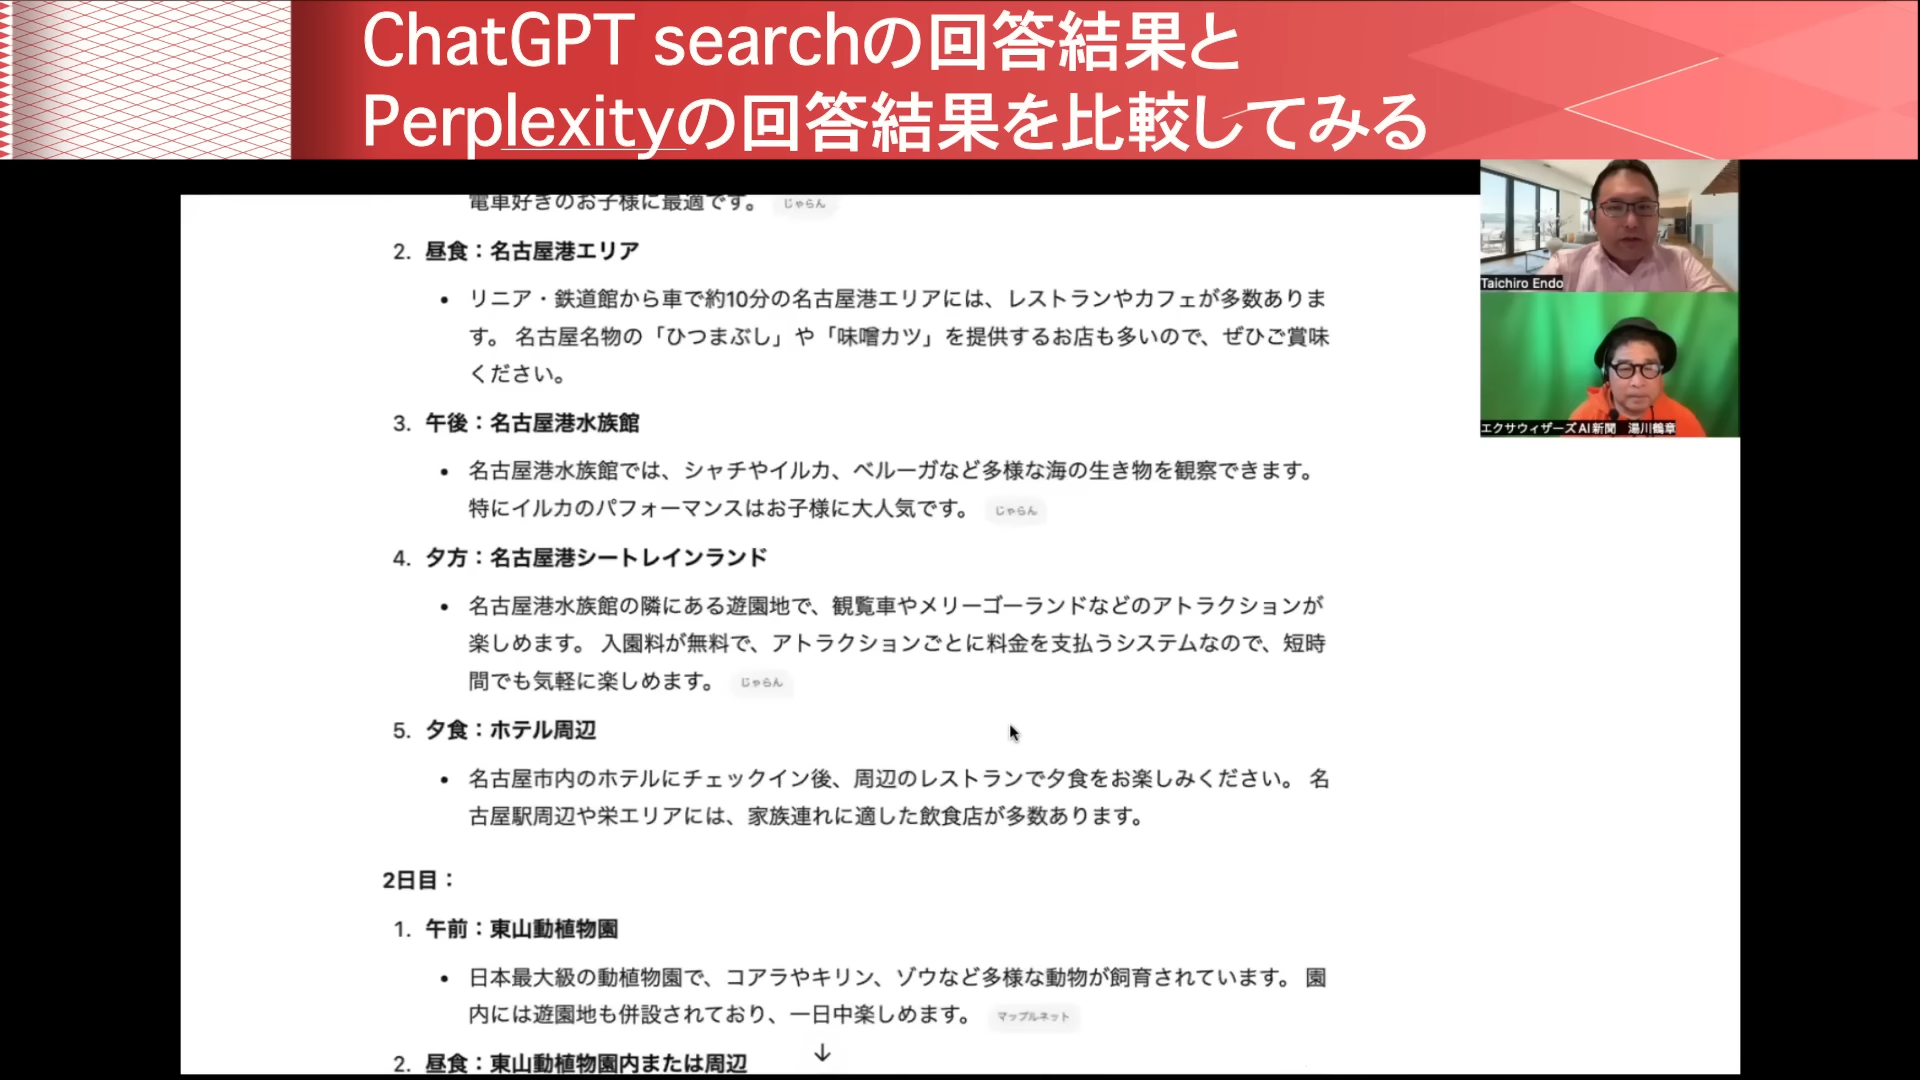 ChatGPT searchの回答結果と
Perplexityの回答結果を比較してみる
電車好きのお子様に最適です。 じゃらん
2. 昼食：名古屋港エリア
• リニア・鉄道館から車で約10分の名古屋港エリアには、レストランやカフェが多数ありま
す。 名古屋名物の「ひつまぶし」や「味噌カツ」を提供するお店も多いので、ぜひご賞味
ください。
3. 午後：名古屋港水族館
• 名古屋港水族館では、シャチやイルカ、ベルーガなど多様な海の生き物を観察できます。
特にイルカのパフォーマンスはお子様に大人気です。 じゃらん
4. 夕方：名古屋港シートレインランド
• 名古屋港水族館の隣にある遊園地で、観覧車やメリーゴーランドなどのアトラクションが
楽しめます。 入園料が無料で、アトラクションごとに料金を支払うシステムなので、短時
間でも気軽に楽しめます。 じゃらん
5. 夕食：ホテル周辺
• 名古屋市内のホテルにチェックイン後、周辺のレストランで夕食をお楽しみください。 名
古屋駅周辺や栄エリアには、家族連れに適した飲食店が多数あります。
2日目：
1. 午前：東山動植物園
• 日本最大級の動植物園で、コアラやキリン、ゾウなど多様な動物が飼育されています。 園
内には遊園地も併設されており、一日中楽しめます。 マップルネット
2. 昼食：東山動植物園内または周辺
Taichiro Endo
エクサウィザーズAI新聞 湯川鶴章